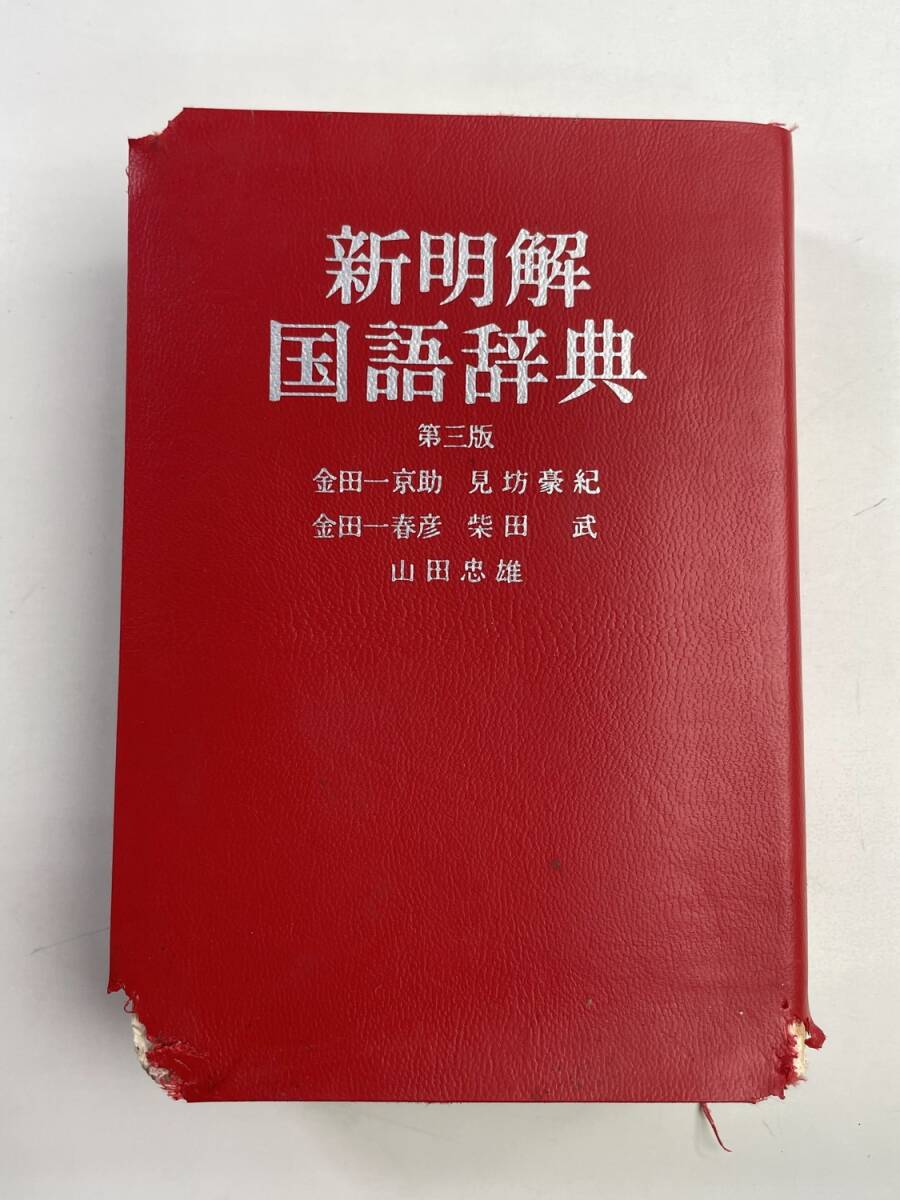 新明解
国語辞典
第三版
金田一京助 見坊豪紀
金田一春彦 柴田 武
山田忠雄